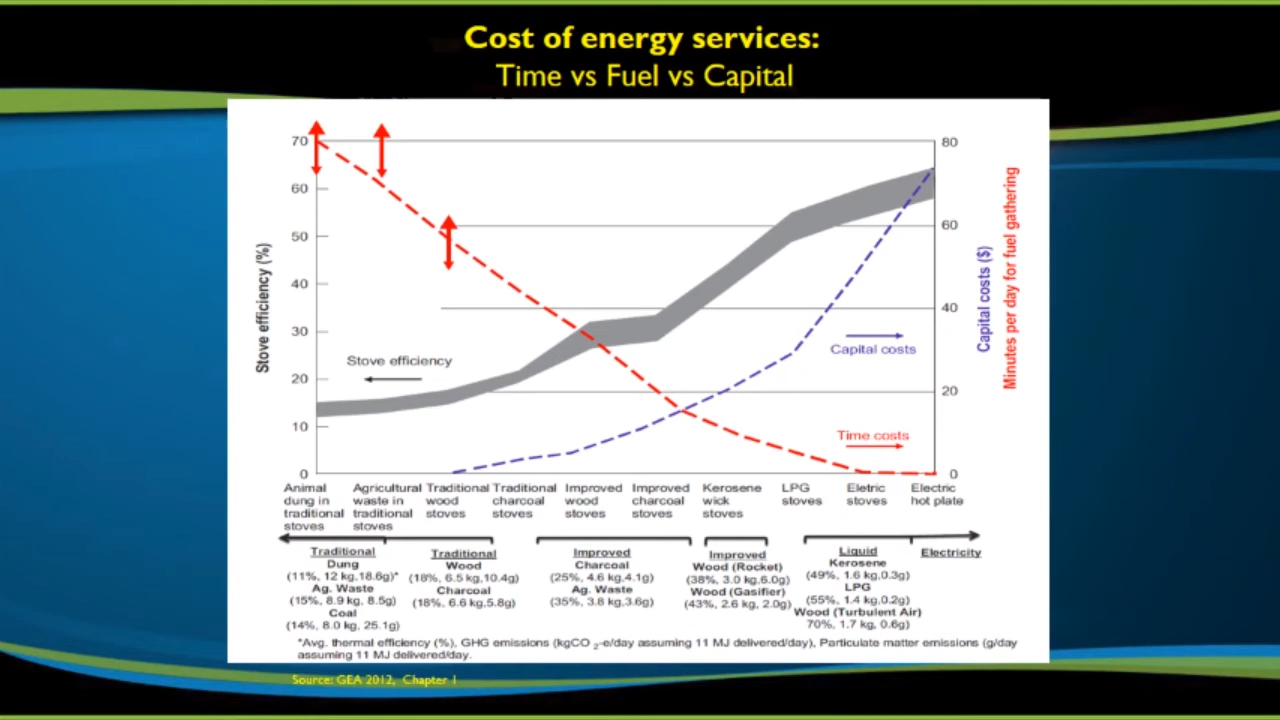 Cost of energy services:
Time vs Fuel vs Capital
70
60
50
40
30
20
10
0
Stove efficiency (%)
80
60
40
20
0
Capital costs ($)
Minutes per day for fuel gathering
Stove efficiency
Capital costs
Time costs
Animal
dung in
traditional
stoves
Agricultural
waste in
traditional
stoves
Traditional
wood
stoves
Traditional
charcoal
stoves
Improved
wood
stoves
Improved
charcoal
stoves
Kerosene
wick
stoves
LPG
stoves
Eletric
stoves
Electric
hot plate
Traditional
Dung
(11%, 12 kg,18.6g)*
Ag. Waste
(15%, 8.9 kg, 8.5g)
Coal
(14%, 8.0 kg, 25.1g)
Traditional
Wood
(18%, 6.5 kg,10.4g)
Charcoal
(18%, 6.6 kg,5.8g)
Improved
Charcoal
(25%, 4.6 kg,4.1g)
Ag. Waste
(35%, 3.8 kg,3.6g)
Improved
Wood (Rocket)
(38%, 3.0 kg,6.0g)
Wood (Gasifier)
(43%, 2.6 kg, 2.0g)
Liquid
Kerosene
(49%, 1.6 kg,0.3g)
LPG
(55%, 1.4 kg,0.2g)
Wood (Turbulent Air)
70%, 1.7 kg, 0.6g)
Electricity
*Avg. thermal efficiency (%), GHG emissions (kgCO 2-e/day assuming 11 MJ delivered/day), Particulate matter emissions (g/day
assuming 11 MJ delivered/day.
Source: GEA 2012, Chapter 1